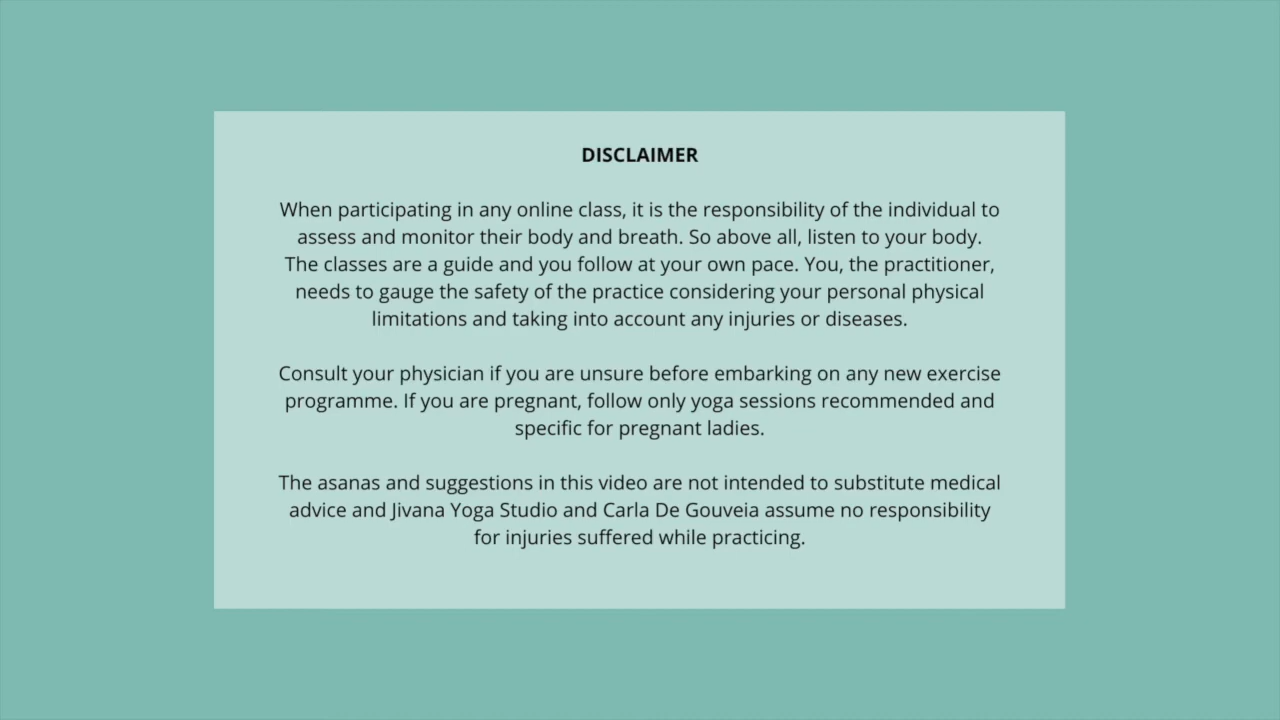 DISCLAIMER
When participating in any online class, it is the responsibility of the individual to
assess and monitor their body and breath. So above all, listen to your body.
The classes are a guide and you follow at your own pace. You, the practitioner,
needs to gauge the safety of the practice considering your personal physical
limitations and taking into account any injuries or diseases.
Consult your physician if you are unsure before embarking on any new exercise
programme. If you are pregnant, follow only yoga sessions recommended and
specific for pregnant ladies.
The asanas and suggestions in this video are not intended to substitute medical
advice and Jivana Yoga Studio and Carla De Gouveia assume no responsibility
for injuries suffered while practicing.